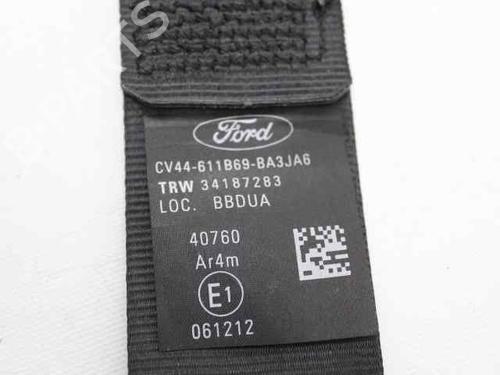 Ford
CV44-611B69-BA3JA6
TRW 34187283
LOC. BBDUA
40760
Ar4m
E1
061212